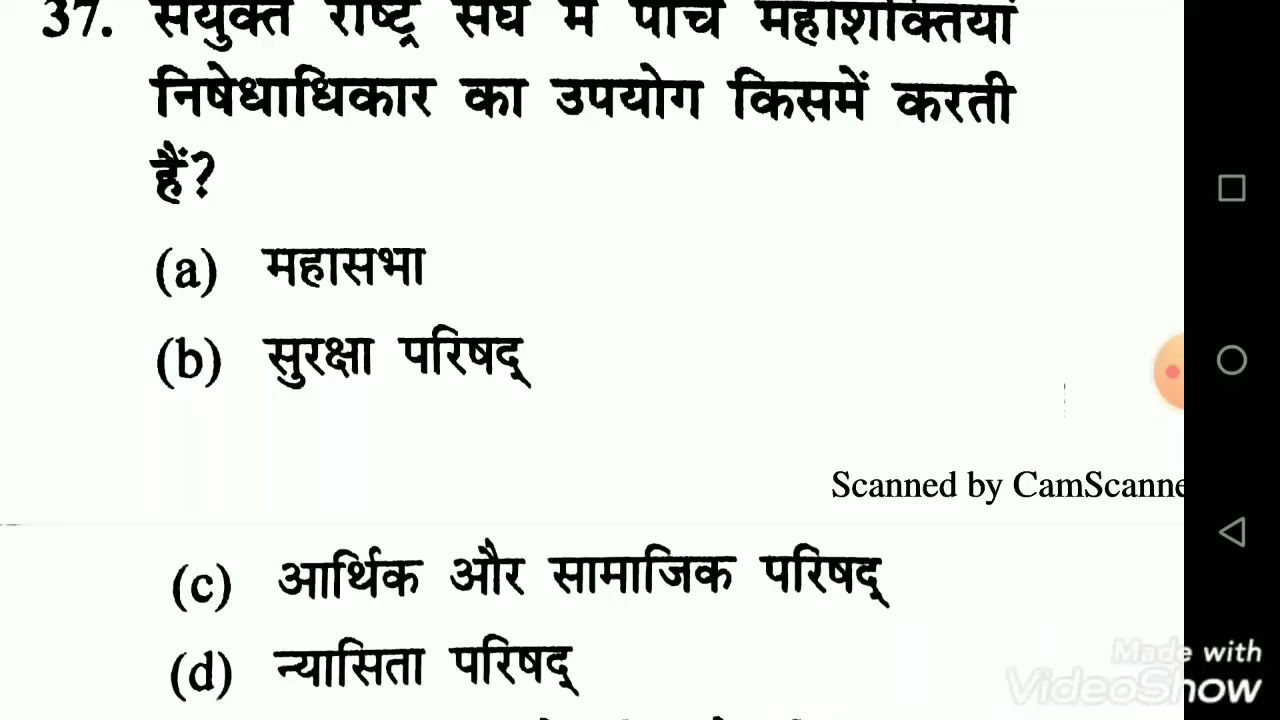 37. संयुक्त राष्ट्र संघ में पांच महाशक्तियां
निषेधाधिकार का उपयोग किसमें करती
हैं?
(a) महासभा
(b) सुरक्षा परिषद्
Scanned by CamScanne
(c) आर्थिक और सामाजिक परिषद्
(d) न्यासिता परिषद्
Made with
VideoShow